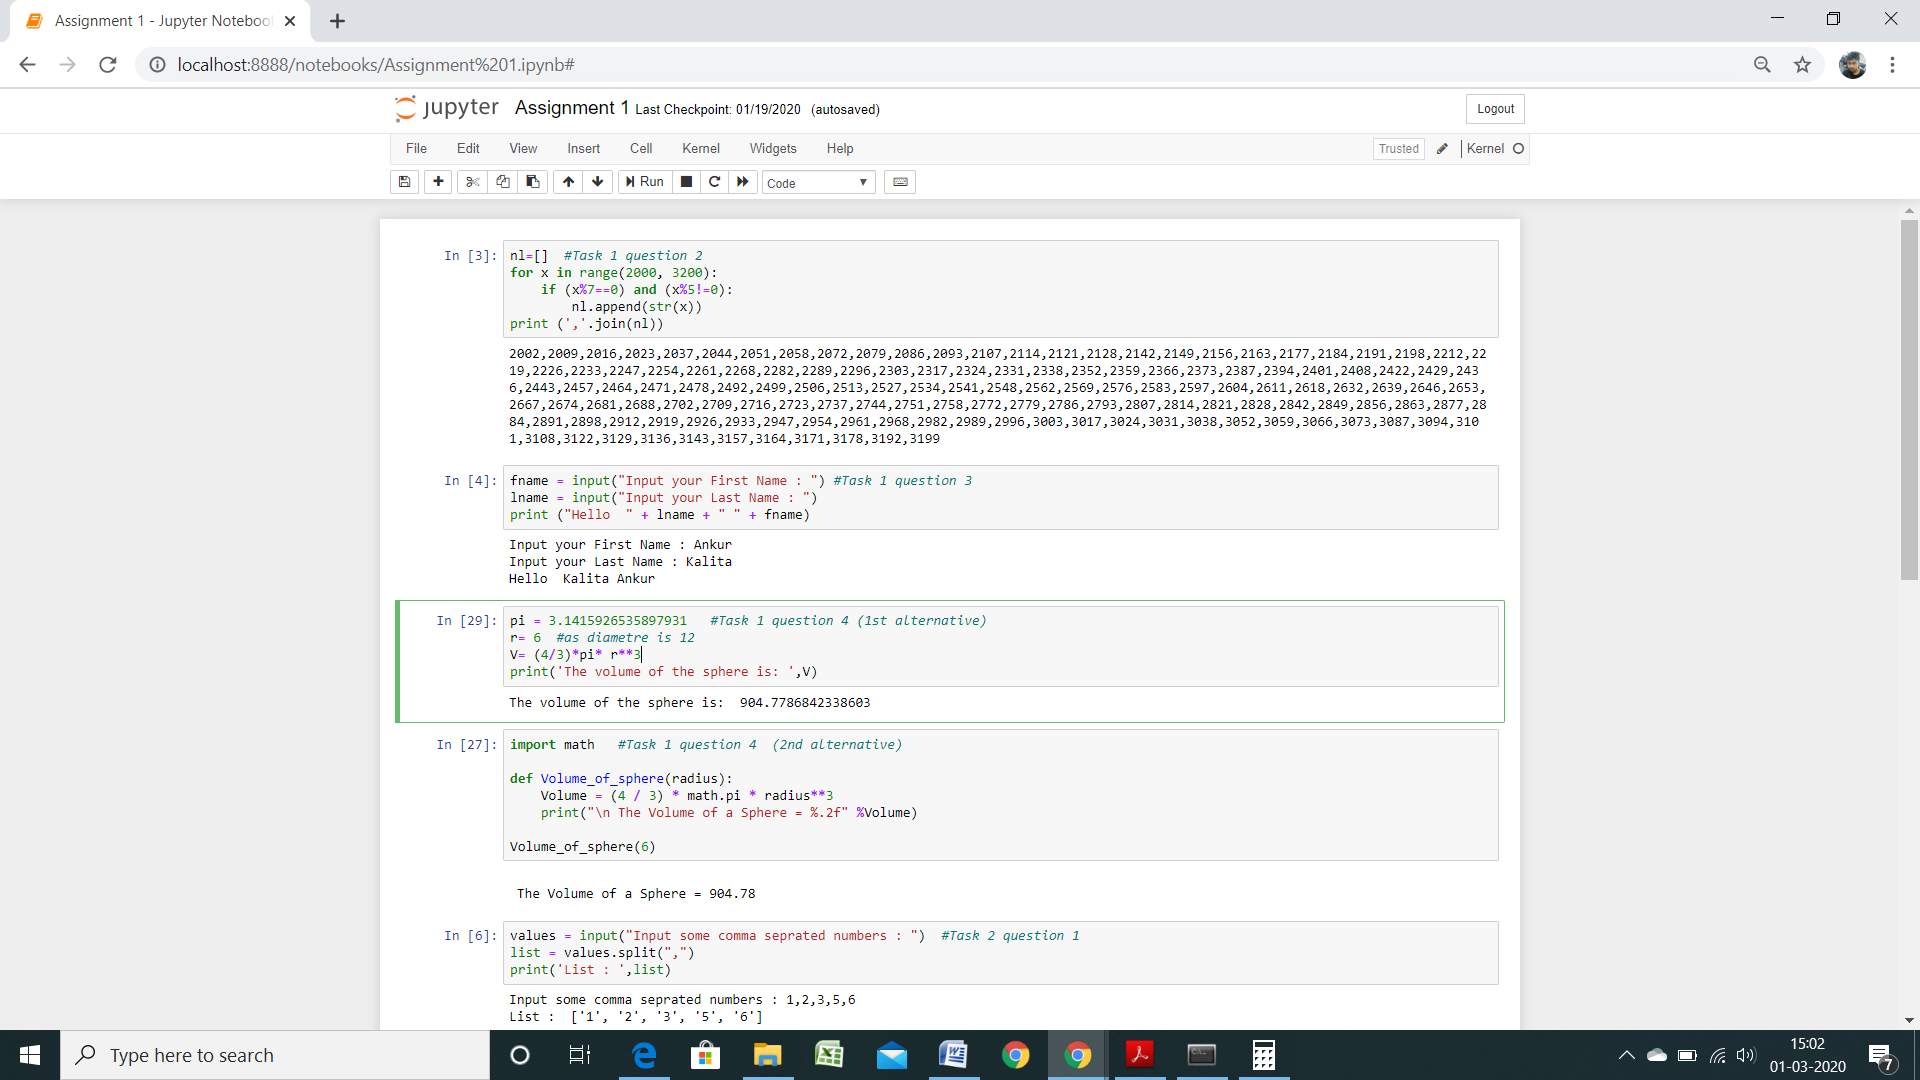 Assignment 1 - Jupyter Noteboo
localhost:8888/notebooks/Assignment%201.ipynb#
jupyter Assignment 1 Last Checkpoint: 01/19/2020 (autosaved)
Logout
File Edit View Insert Cell Kernel Widgets Help
Trusted Kernel
Run Code
In [3]: nl=[]  #Task 1 question 2
for x in range(2000, 3200):
    if (x%7==0) and (x%5!=0):
        nl.append(str(x))
print (','.join(nl))
2002,2009,2016,2023,2037,2044,2051,2058,2072,2079,2086,2093,2107,2114,2121,2128,2142,2149,2156,2163,2177,2184,2191,2198,2212,22
19,2226,2233,2247,2254,2261,2268,2282,2289,2296,2303,2317,2324,2331,2338,2352,2359,2366,2373,2387,2394,2401,2408,2422,2429,243
6,2443,2457,2464,2471,2478,2492,2499,2506,2513,2527,2534,2541,2548,2562,2569,2576,2583,2597,2604,2611,2618,2632,2639,2646,2653,
2667,2674,2681,2688,2702,2709,2716,2723,2737,2744,2751,2758,2772,2779,2786,2793,2807,2814,2821,2828,2842,2849,2856,2863,2877,28
84,2891,2898,2912,2919,2926,2933,2947,2954,2961,2968,2982,2989,2996,3003,3017,3024,3031,3038,3052,3059,3066,3073,3087,3094,310
1,3108,3122,3129,3136,3143,3157,3164,3171,3178,3192,3199
In [4]: fname = input("Input your First Name : ") #Task 1 question 3
lname = input("Input your Last Name : ")
print ("Hello  " + lname + " " + fname)
Input your First Name : Ankur
Input your Last Name : Kalita
Hello  Kalita Ankur
In [29]: pi = 3.1415926535897931   #Task 1 question 4 (1st alternative)
r= 6  #as diametre is 12
V= (4/3)*pi* r**3
print('The volume of the sphere is: ',V)
The volume of the sphere is:  904.7786842338603
In [27]: import math   #Task 1 question 4  (2nd alternative)
def Volume_of_sphere(radius):
    Volume = (4 / 3) * math.pi * radius**3
    print("\n The Volume of a Sphere = %.2f" %Volume)
Volume_of_sphere(6)
The Volume of a Sphere = 904.78
In [6]: values = input("Input some comma seprated numbers : ")  #Task 2 question 1
list = values.split(",")
print('List : ',list)
Input some comma seprated numbers : 1,2,3,5,6
List :  ['1', '2', '3', '5', '6']
Type here to search
15:02
01-03-2020
7